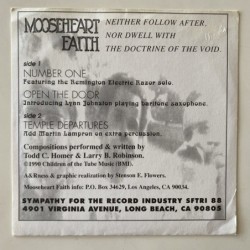 MOOSEHEART
FAITH
NEITHER FOLLOW AFTER,
NOR DWELL WITH
THE DOCTRINE OF THE VOID.
side 1
NUMBER ONE
Featuring the Remington Electric Razor solo.
OPEN THE DOOR
Introducing Lynn Johnston playing baritone saxophone.
side 2
TEMPLE DEPARTURES
Add Martin Lamprun on extra percussion.
Compositions performed & written by
Todd C. Homer & Larry B. Robinson.
©1990 Children of the Tube Music (BMI).
A&Rness & graphic realization by Stonson E. Flowers.
Mooseheart Faith info: P.O. Box 34629, Los Angeles, CA 90034.
SYMPATHY FOR THE RECORD INDUSTRY SFTRI 88
4901 VIRGINIA AVENUE, LONG BEACH, CA 90805